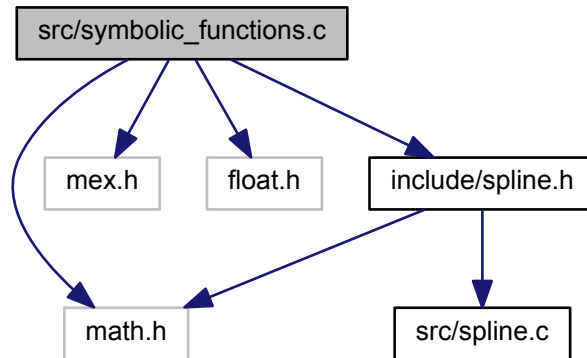 src/symbolic_functions.c
mex.h
float.h
include/spline.h
math.h
src/spline.c